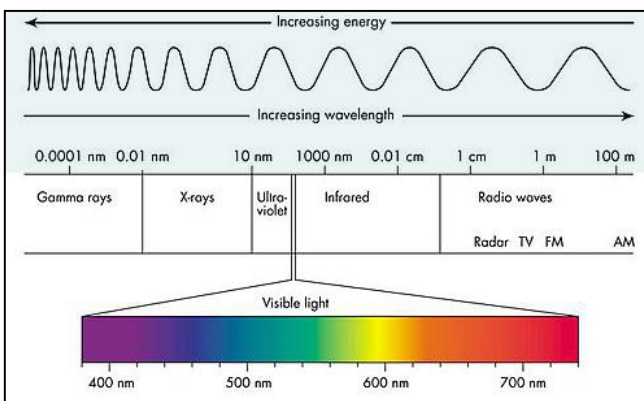 Increasing energy
Increasing wavelength
0.0001 nm 0.01 nm 10 nm 1000 nm 0.01 cm 1 cm 1 m 100 m
Gamma rays X-rays Ultra-violet Infrared Radio waves
Radar TV FM AM
Visible light
400 nm 500 nm 600 nm 700 nm